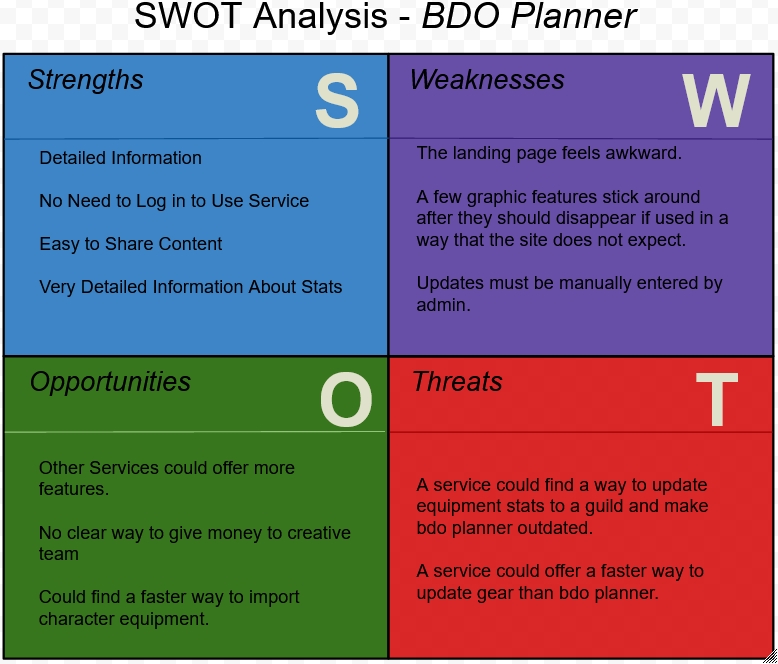 SWOT Analysis - BDO Planner
Strengths
S
Detailed Information
No Need to Log in to Use Service
Easy to Share Content
Very Detailed Information About Stats
Weaknesses
W
The landing page feels awkward.
A few graphic features stick around
after they should disappear if used in a
way that the site does not expect.
Updates must be manually entered by
admin.
Opportunities
O
Other Services could offer more
features.
No clear way to give money to creative
team
Could find a faster way to import
character equipment.
Threats
T
A service could find a way to update
equipment stats to a guild and make
bdo planner outdated.
A service could offer a faster way to
update gear than bdo planner.